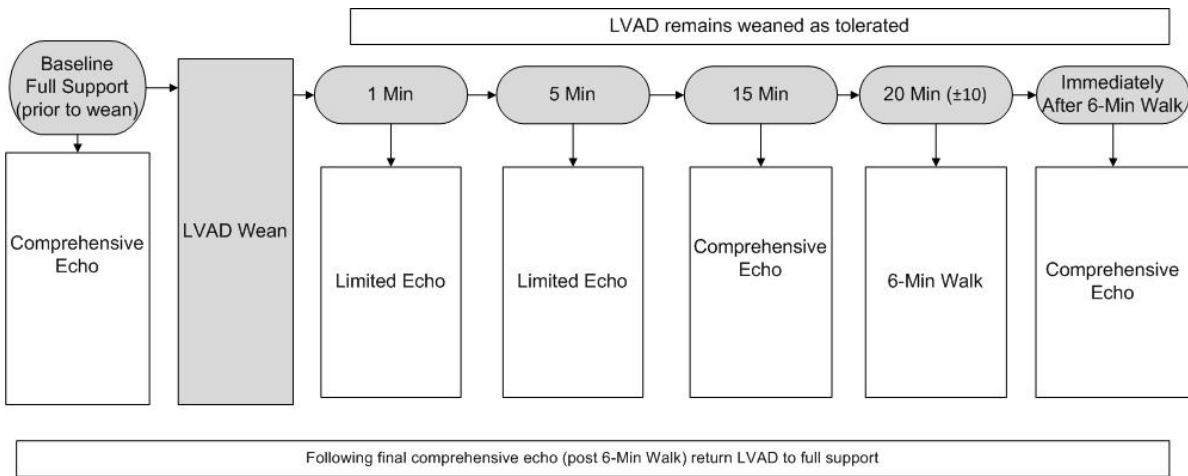 LVAD remains weaned as tolerated
Baseline
Full Support
(prior to wean)
1 Min
5 Min
15 Min
20 Min (±10)
Immediately
After 6-Min Walk
Comprehensive
Echo
LVAD Wean
Limited Echo
Limited Echo
Comprehensive
Echo
6-Min Walk
Comprehensive
Echo
Following final comprehensive echo (post 6-Min Walk) return LVAD to full support